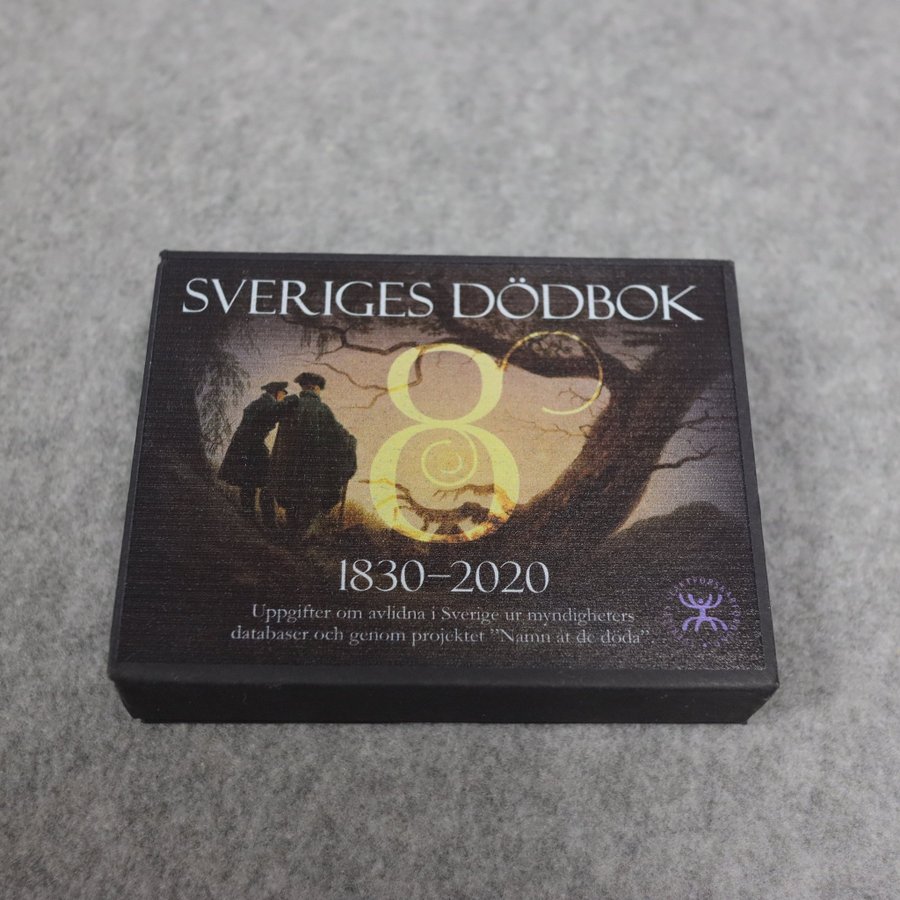 SVERIGES DÖDBOK
8
1830–2020
Uppgifter om avlidna i Sverige ur myndigheters
databaser och genom projektet ”Namn åt de döda”